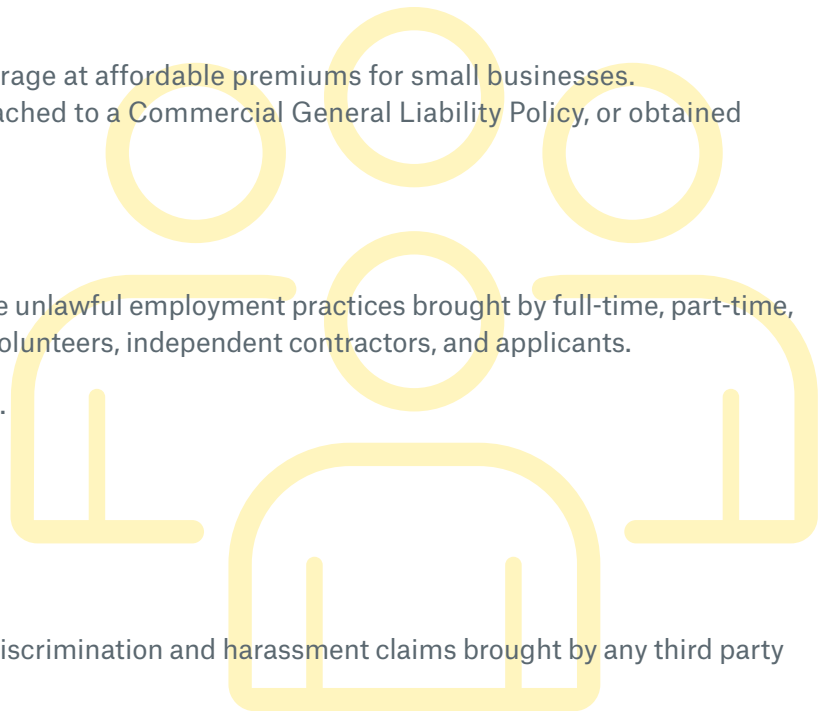 rage at affordable premiums for small businesses.
ached to a Commercial General Liability Policy, or obtained
e unlawful employment practices brought by full-time, part-time,
olunteers, independent contractors, and applicants.
.
iscrimination and harassment claims brought by any third party